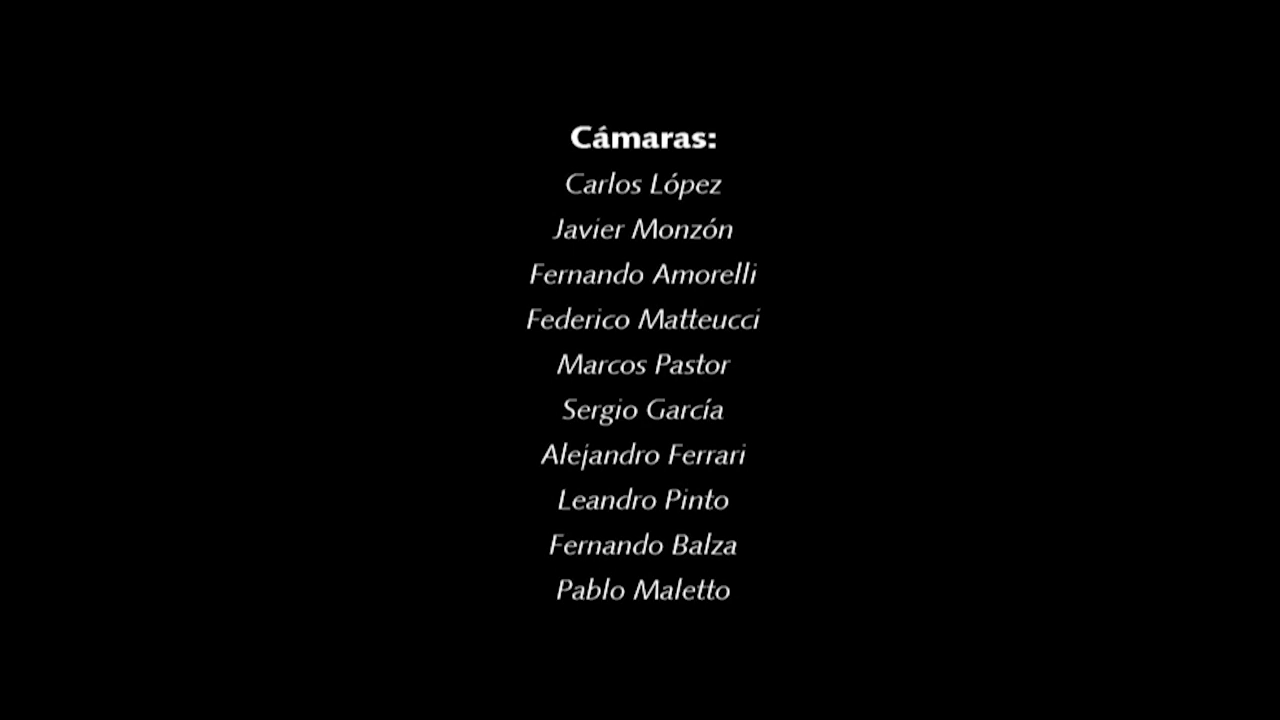 Cámaras:
Carlos López
Javier Monzón
Fernando Amorelli
Federico Matteucci
Marcos Pastor
Sergio García
Alejandro Ferrari
Leandro Pinto
Fernando Balza
Pablo Maletto